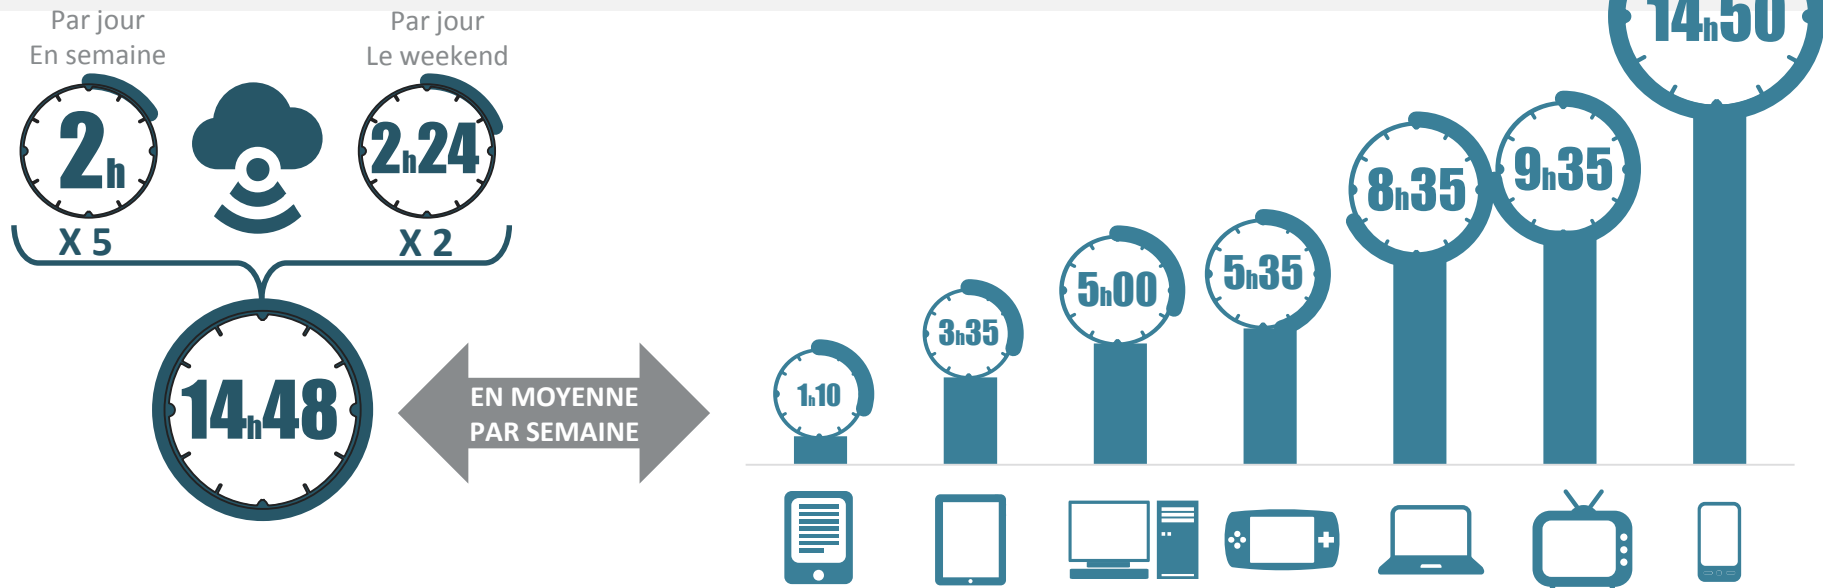 Par jour
En semaine
Par jour
Le weekend
2h
2h24
X 5
X 2
14h48
EN MOYENNE
PAR SEMAINE
1h10
3h35
5h00
5h35
8h35
9h35
14h50